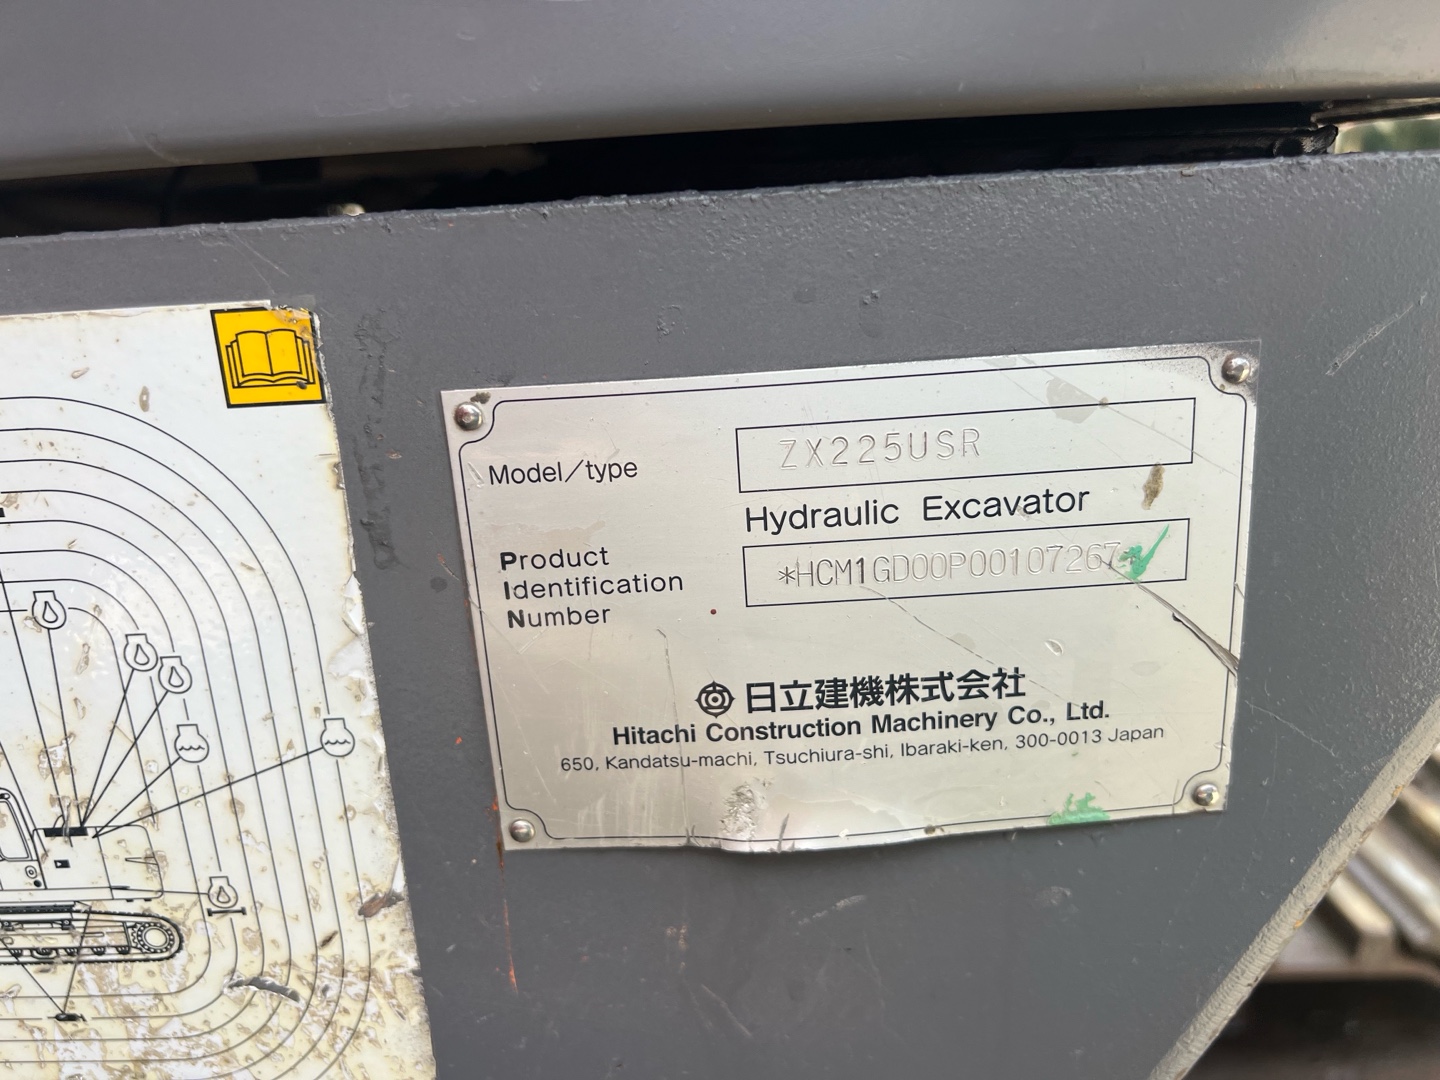 Model/type ZX225USR
Hydraulic Excavator
Product
Identification
Number
*HCM1GD00P00107267
日立建機株式会社
Hitachi Construction Machinery Co., Ltd.
650, Kandatsu-machi, Tsuchiura-shi, Ibaraki-ken, 300-0013 Japan